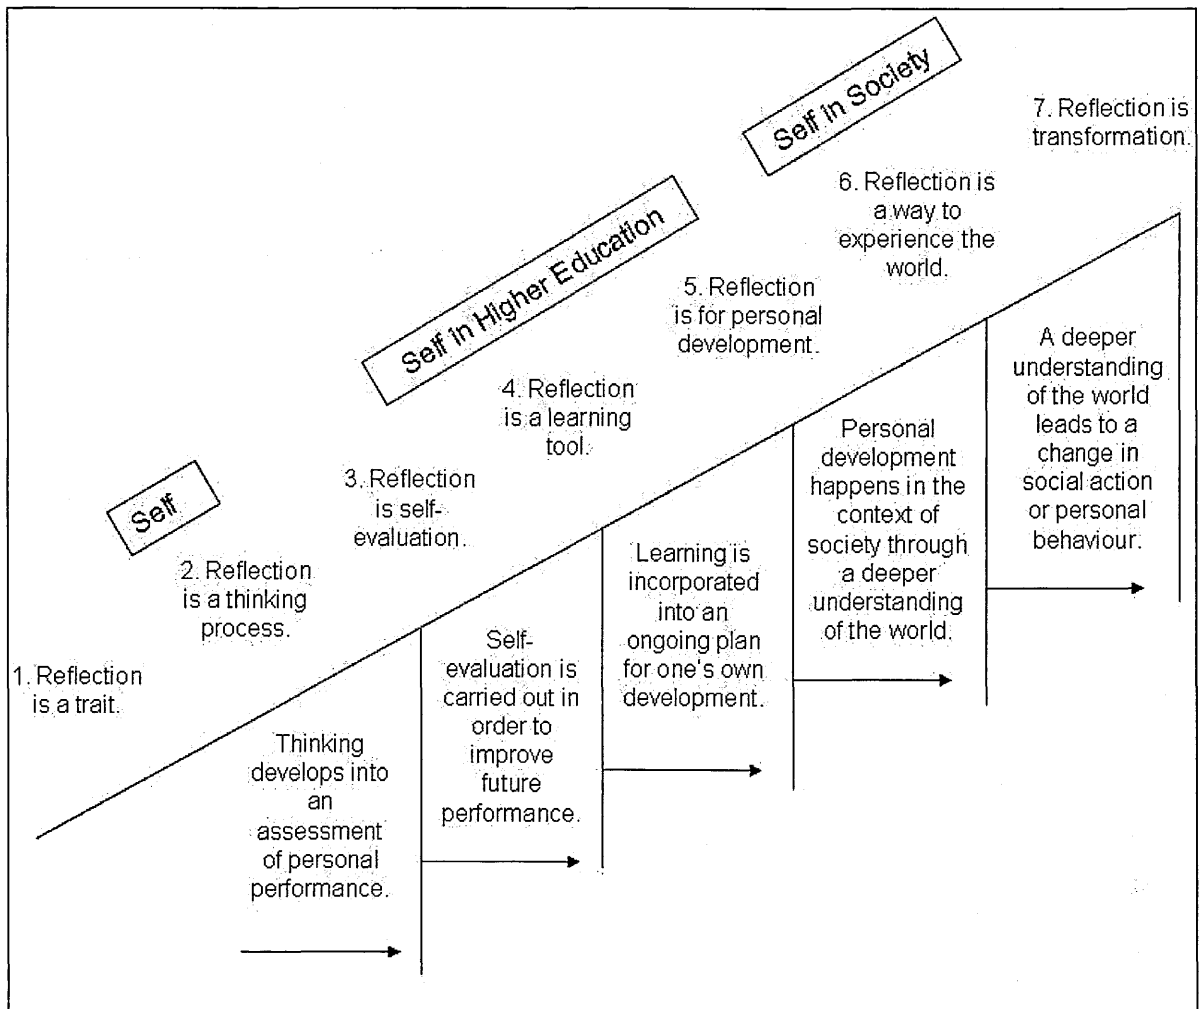 Self in Society
7. Reflection is
transformation.
6. Reflection is
a way to
experience the
world.
Self in Higher Education
5. Reflection
is for personal
development.
4. Reflection
is a learning
tool.
3. Reflection
is self-
evaluation.
Self
2. Reflection
is a thinking
process.
1. Reflection
is a trait.
Thinking
develops into
an
assessment
of personal
performance.
Self-
evaluation is
carried out in
order to
improve
future
performance.
Learning is
incorporated
into an
ongoing plan
for one's own
development.
Personal
development
happens in the
context of
society through
a deeper
understanding
of the world.
A deeper
understanding
of the world
leads to a
change in
social action
or personal
behaviour.